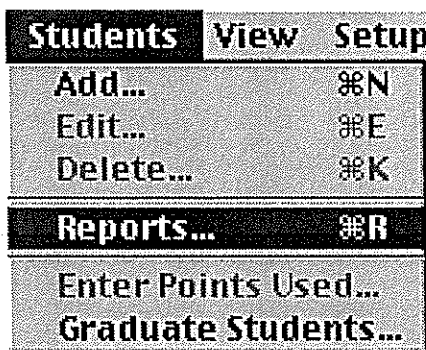 Students View Setup
Add... ⌘N
Edit... ⌘E
Delete... ⌘K
Reports... ⌘R
Enter Points Used...
Graduate Students...